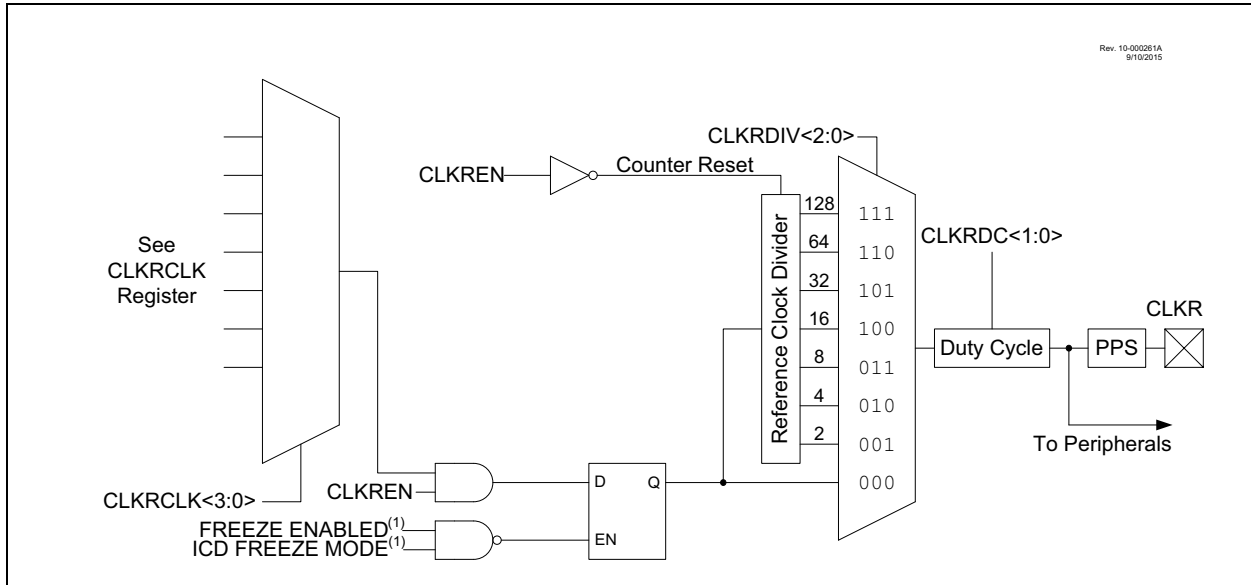 Rev. 10-000261A
9/10/2015
CLKRDIV<2:0>
CLKREN
Counter Reset
See
CLKRCLK
Register
Reference Clock Divider
128
64
32
16
8
4
2
111
110
101
100
011
010
001
000
CLKRDC<1:0>
Duty Cycle
PPS
CLKR
To Peripherals
CLKRCLK<3:0>
CLKREN
FREEZE ENABLED(1)
ICD FREEZE MODE(1)
D
Q
EN